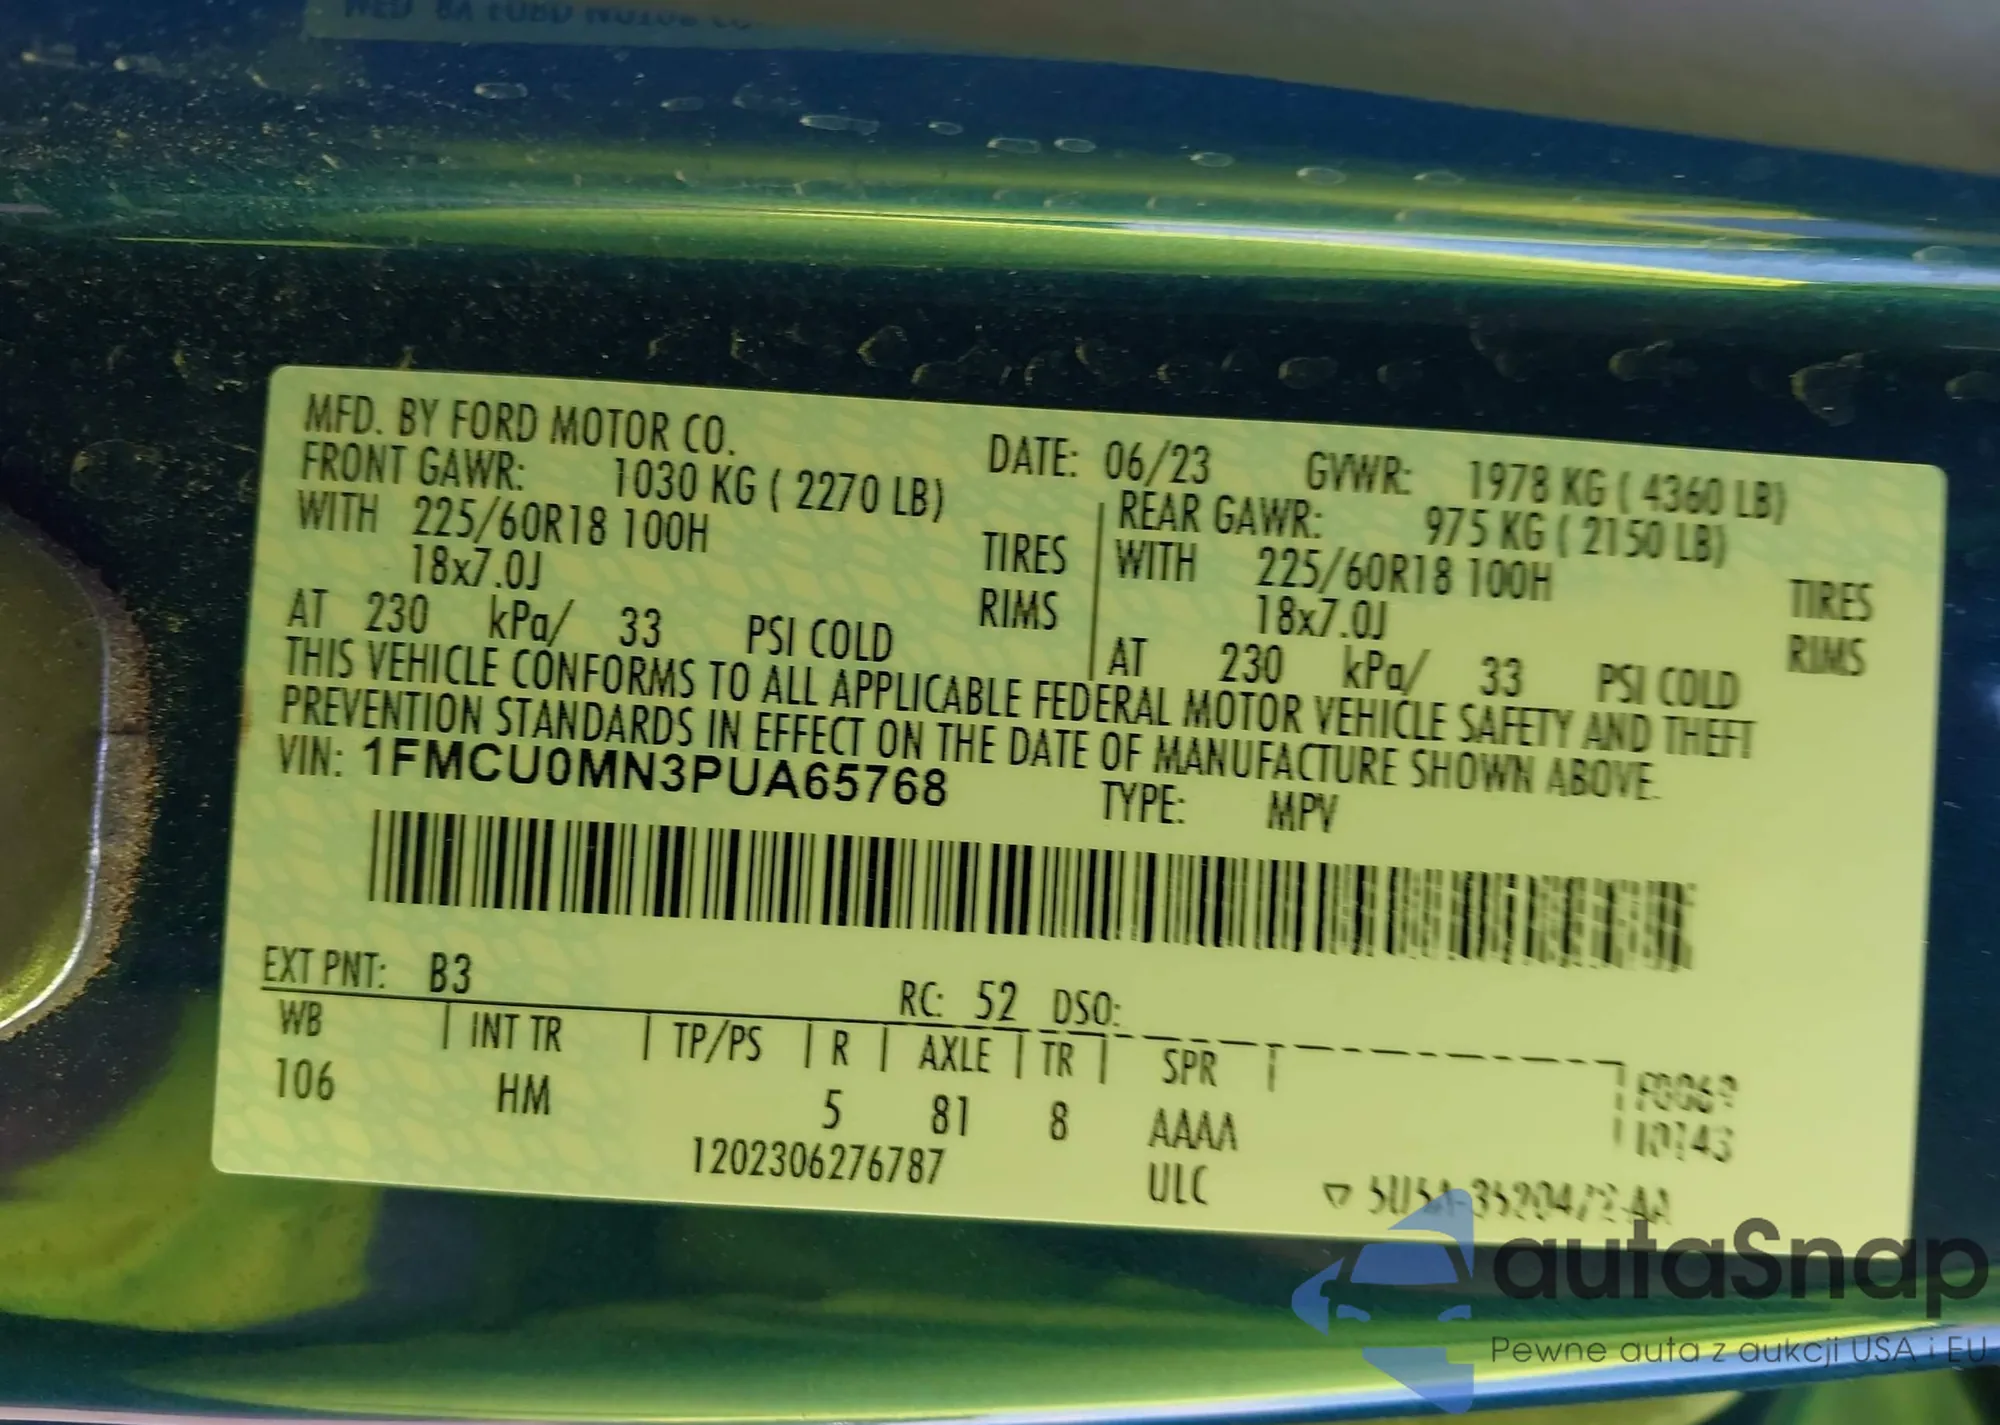 MFD. BY FORD MOTOR CO. DATE: 06/23 GVWR: 1978 KG ( 4360 LB)
FRONT GAWR: 1030 KG ( 2270 LB) REAR GAWR: 975 KG ( 2150 LB)
WITH 225/60R18 100H TIRES WITH 225/60R18 100H TIRES
18x7.0J RIMS 18x7.0J RIMS
AT 230 kPa/ 33 PSI COLD AT 230 kPa/ 33 PSI COLD
THIS VEHICLE CONFORMS TO ALL APPLICABLE FEDERAL MOTOR VEHICLE SAFETY AND THEFT
PREVENTION STANDARDS IN EFFECT ON THE DATE OF MANUFACTURE SHOWN ABOVE.
VIN: 1FMCU0MN3PUA65768 TYPE: MPV
EXT PNT: B3 RC: 52 DSO:
WB INT TR TP/PS R AXLE TR SPR
106 HM 5 81 8 AAAA
1202306276787 ULC
autaSnap
Pewne auta z aukcji USA i EU